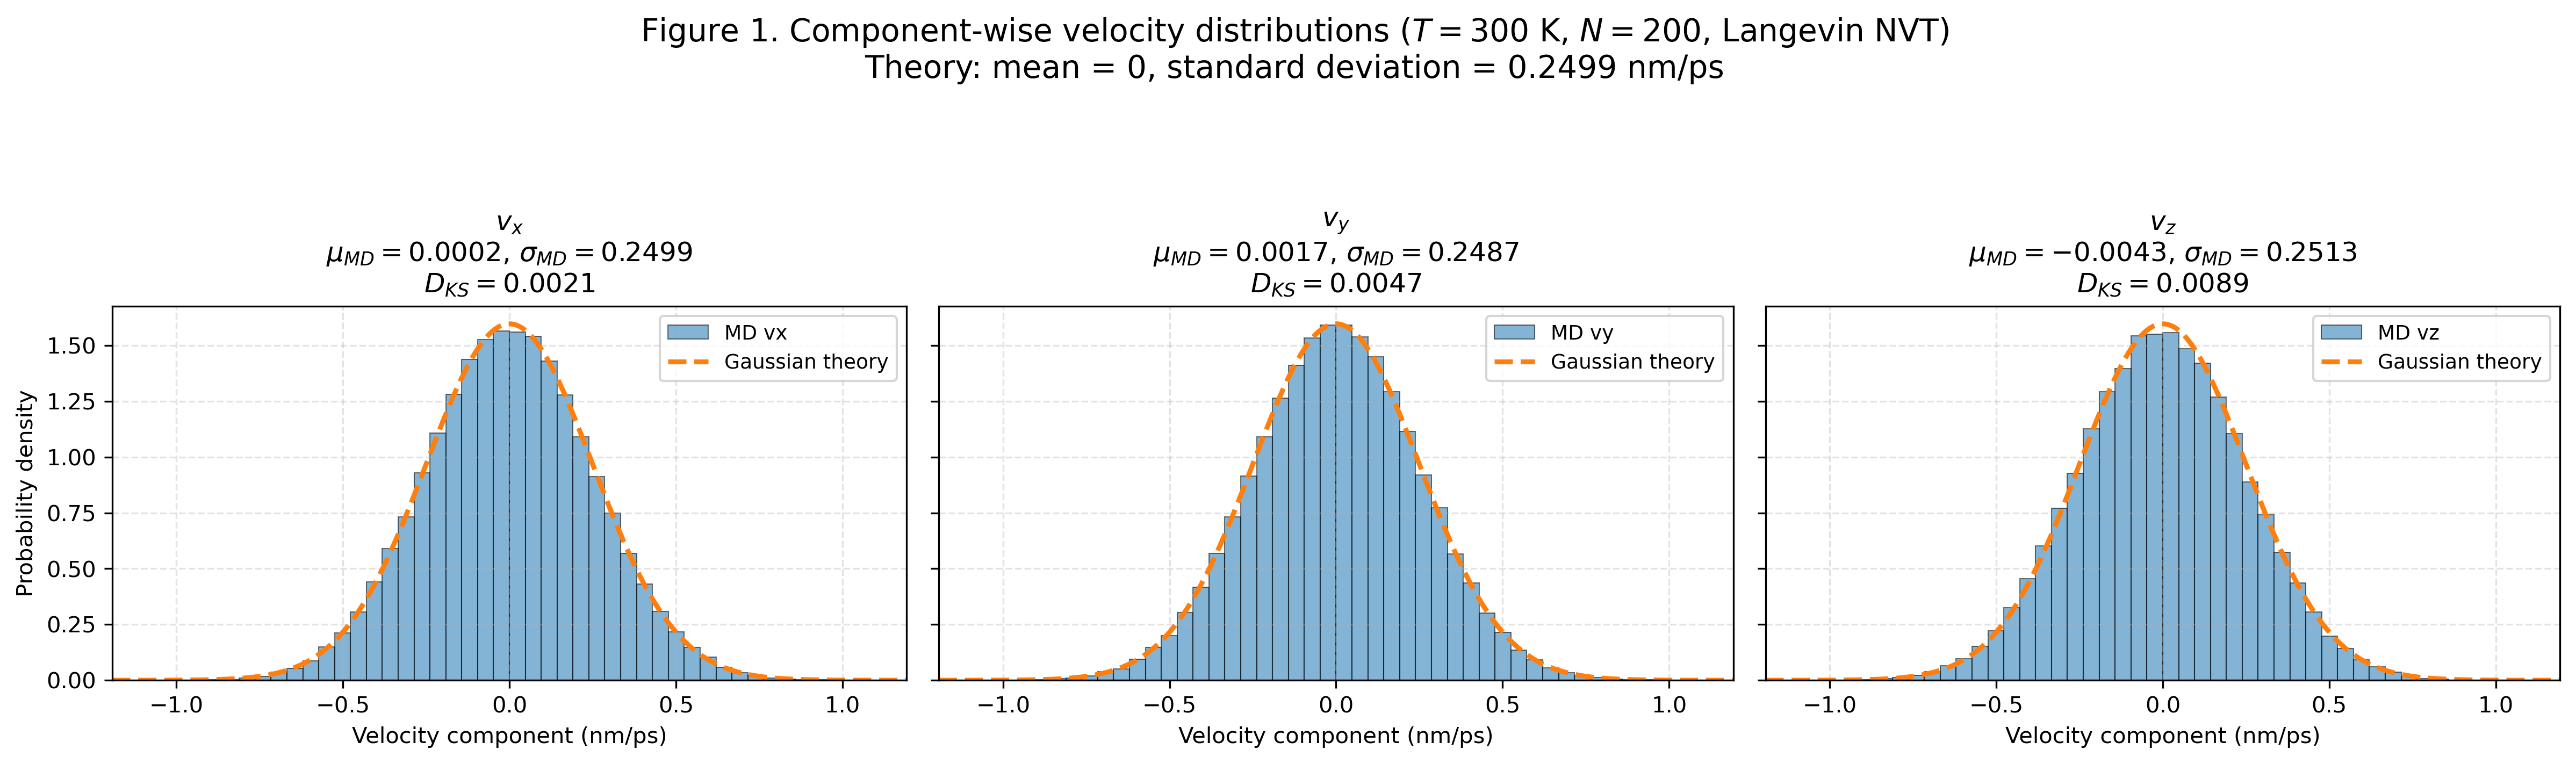 Figure 1. Component-wise velocity distributions (T = 300 K, N = 200, Langevin NVT)
Theory: mean = 0, standard deviation = 0.2499 nm/ps
v_x
μ_MD = 0.0002, σ_MD = 0.2499
D_KS = 0.0021
MD vx
Gaussian theory
1.50
1.25
1.00
0.75
0.50
0.25
0.00
Probability density
−1.0 −0.5 0.0 0.5 1.0
Velocity component (nm/ps)
v_y
μ_MD = 0.0017, σ_MD = 0.2487
D_KS = 0.0047
MD vy
Gaussian theory
−1.0 −0.5 0.0 0.5 1.0
Velocity component (nm/ps)
v_z
μ_MD = −0.0043, σ_MD = 0.2513
D_KS = 0.0089
MD vz
Gaussian theory
−1.0 −0.5 0.0 0.5 1.0
Velocity component (nm/ps)